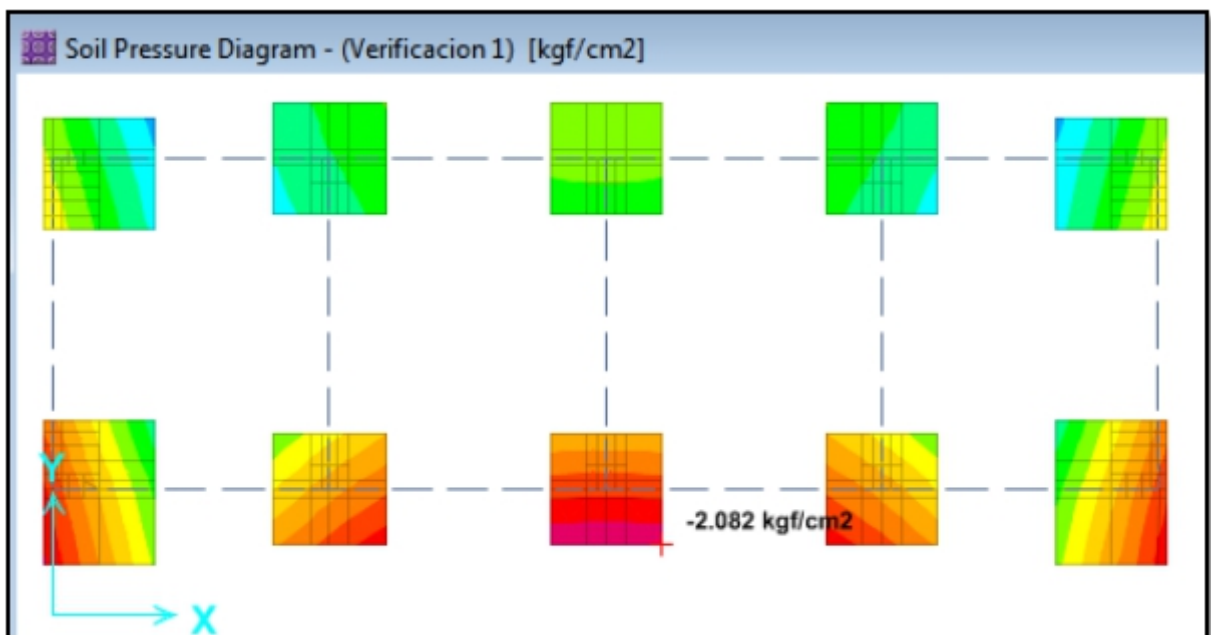 Soil Pressure Diagram - (Verificacion 1) [kgf/cm2]
Y
-2.082 kgf/cm2
X